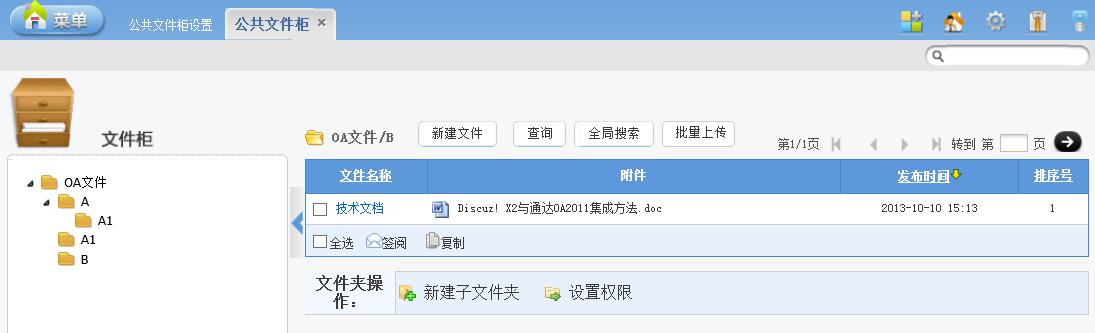 菜单 公共文件柜设置 公共文件柜 ×
文件柜
OA文件
A
A1
A1
B
OA文件/B 新建文件 查询 全局搜索 批量上传 第1/1页 转到 第 页
文件名称 附件 发布时间 排序号
技术文档 Discuz! X2与通达OA2011集成方法.doc 2013-10-10 15:13 1
全选 签阅 复制
文件夹操作： 新建子文件夹 设置权限